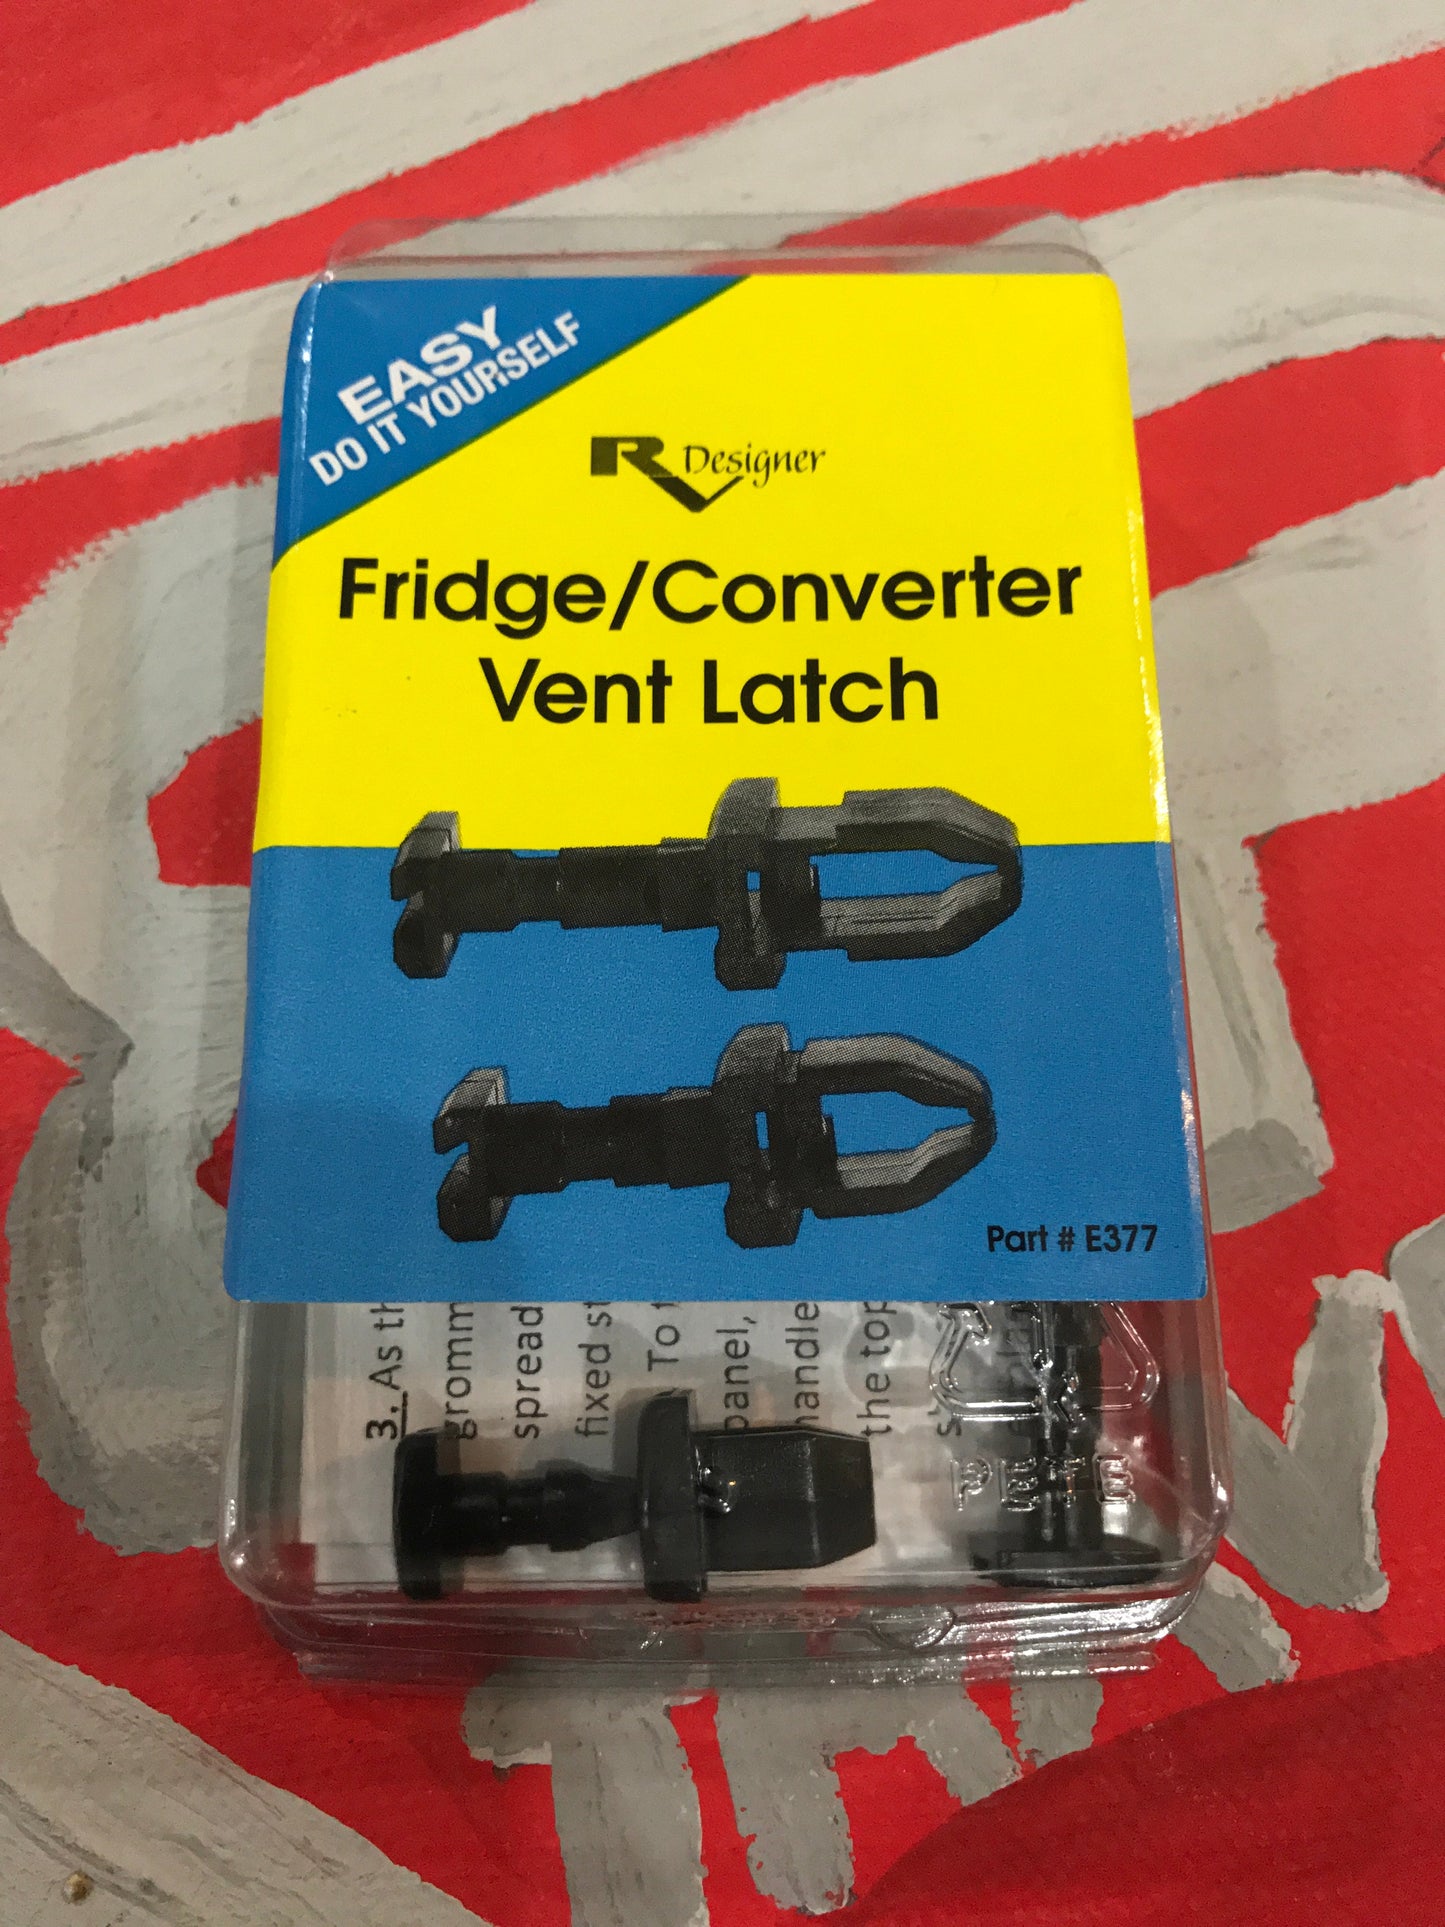 EASY
DO IT YOURSELF
RV Designer
Fridge/Converter
Vent Latch
Part # E377
3. As th
gromm
spread
fixed st
To
panel,
handle
the top